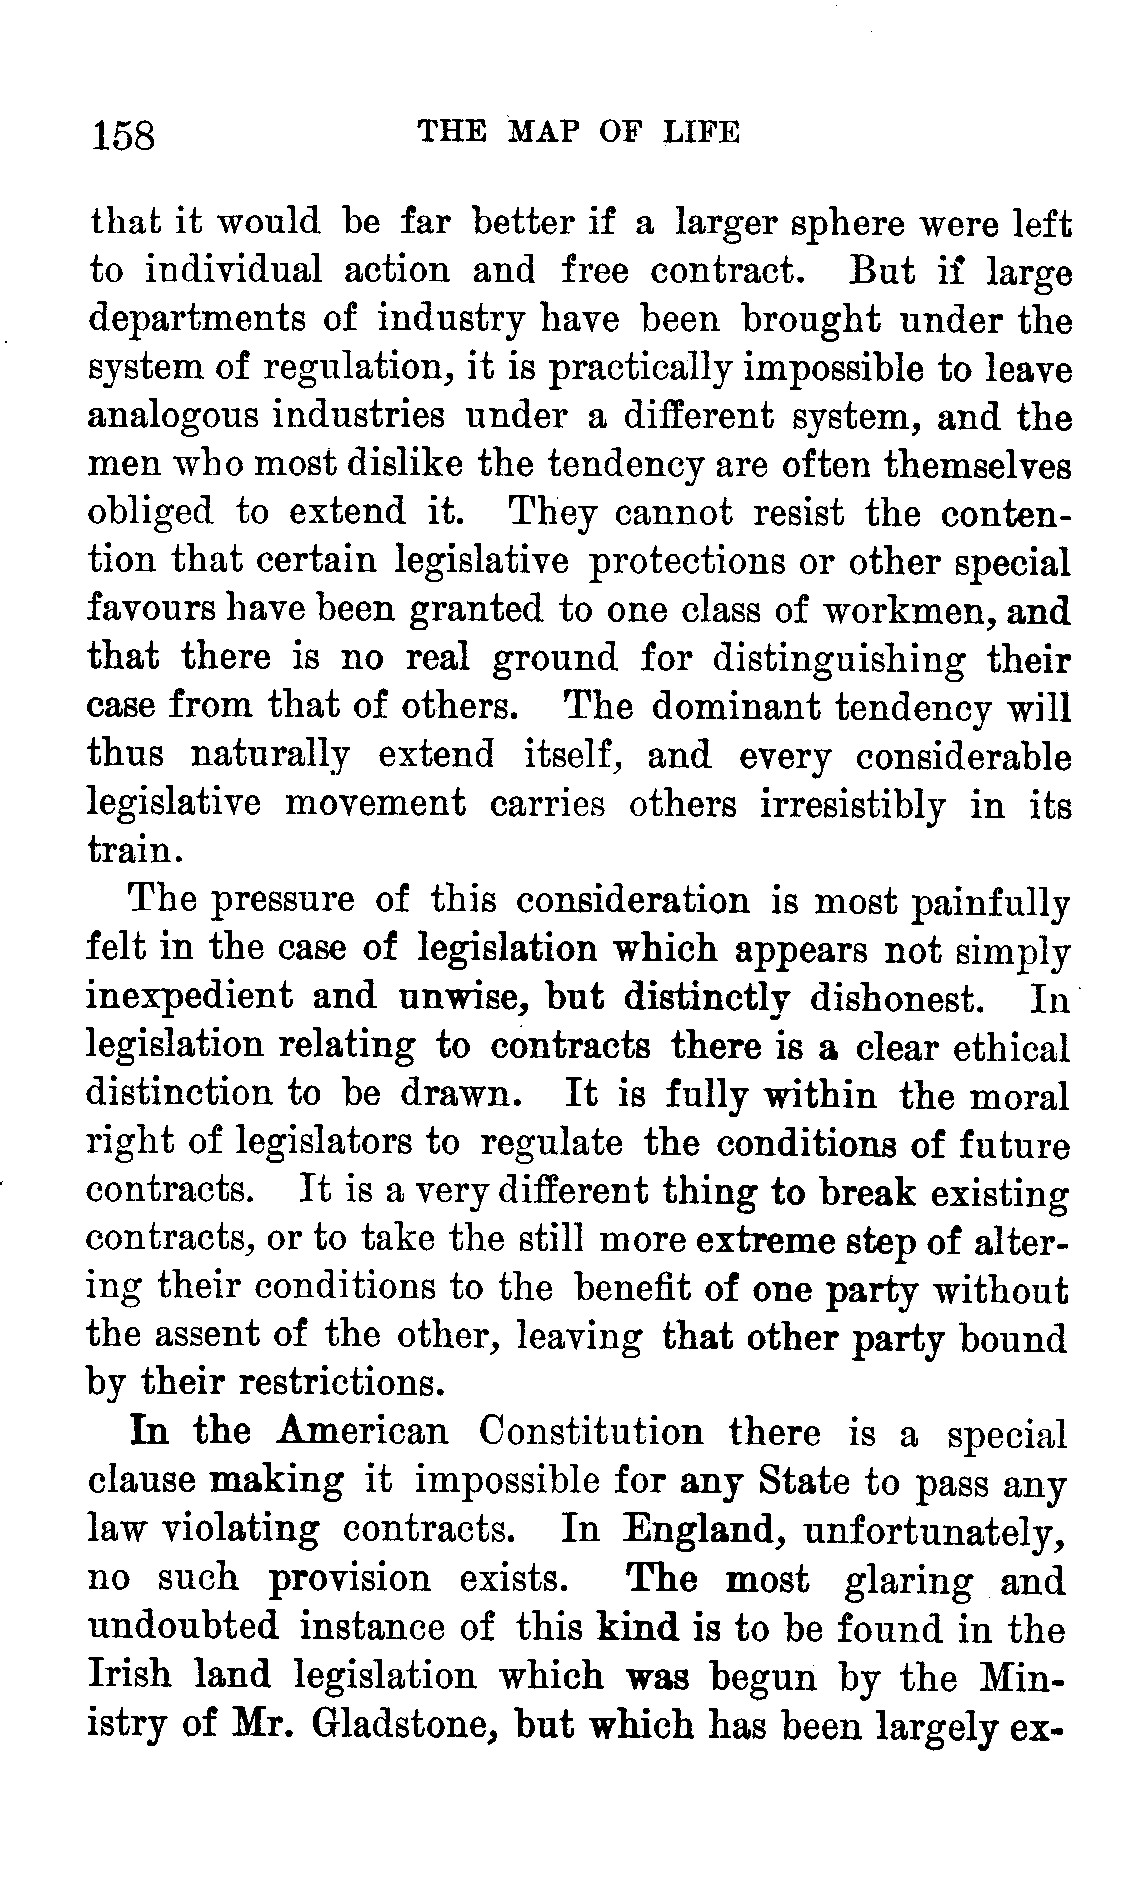 158 THE MAP OF LIFE
that it would be far better if a larger sphere were left
to individual action and free contract. But if large
departments of industry have been brought under the
system of regulation, it is practically impossible to leave
analogous industries under a different system, and the
men who most dislike the tendency are often themselves
obliged to extend it. They cannot resist the conten-
tion that certain legislative protections or other special
favours have been granted to one class of workmen, and
that there is no real ground for distinguishing their
case from that of others. The dominant tendency will
thus naturally extend itself, and every considerable
legislative movement carries others irresistibly in its
train.
The pressure of this consideration is most painfully
felt in the case of legislation which appears not simply
inexpedient and unwise, but distinctly dishonest. In
legislation relating to contracts there is a clear ethical
distinction to be drawn. It is fully within the moral
right of legislators to regulate the conditions of future
contracts. It is a very different thing to break existing
contracts, or to take the still more extreme step of alter-
ing their conditions to the benefit of one party without
the assent of the other, leaving that other party bound
by their restrictions.
In the American Constitution there is a special
clause making it impossible for any State to pass any
law violating contracts. In England, unfortunately,
no such provision exists. The most glaring and
undoubted instance of this kind is to be found in the
Irish land legislation which was begun by the Min-
istry of Mr. Gladstone, but which has been largely ex-